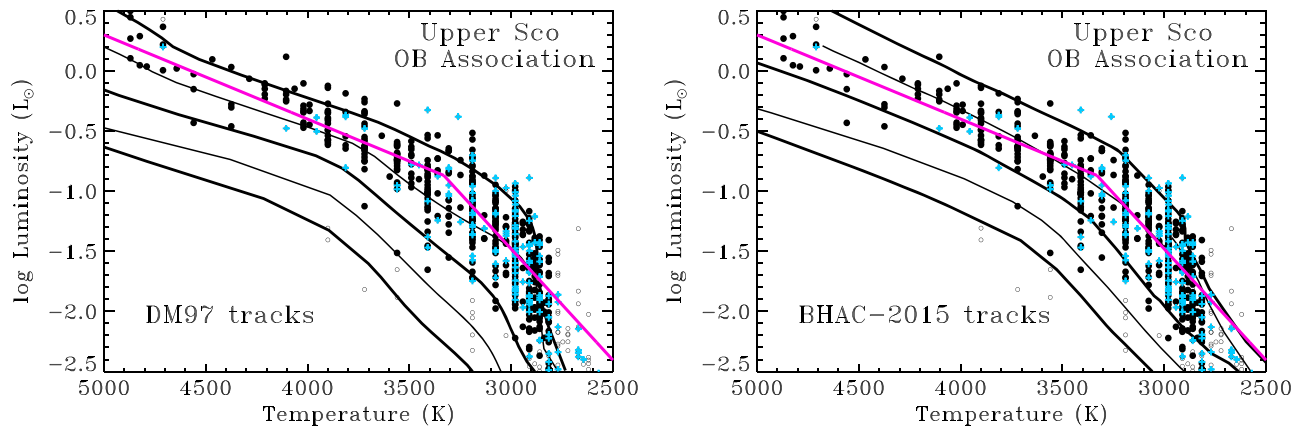 Upper Sco
OB Association
DM97 tracks
log Luminosity (L☉)
0.5
0.0
−0.5
−1.0
−1.5
−2.0
−2.5
5000 4500 4000 3500 3000 2500
Temperature (K)
Upper Sco
OB Association
BHAC−2015 tracks
log Luminosity (L☉)
0.5
0.0
−0.5
−1.0
−1.5
−2.0
−2.5
5000 4500 4000 3500 3000 2500
Temperature (K)